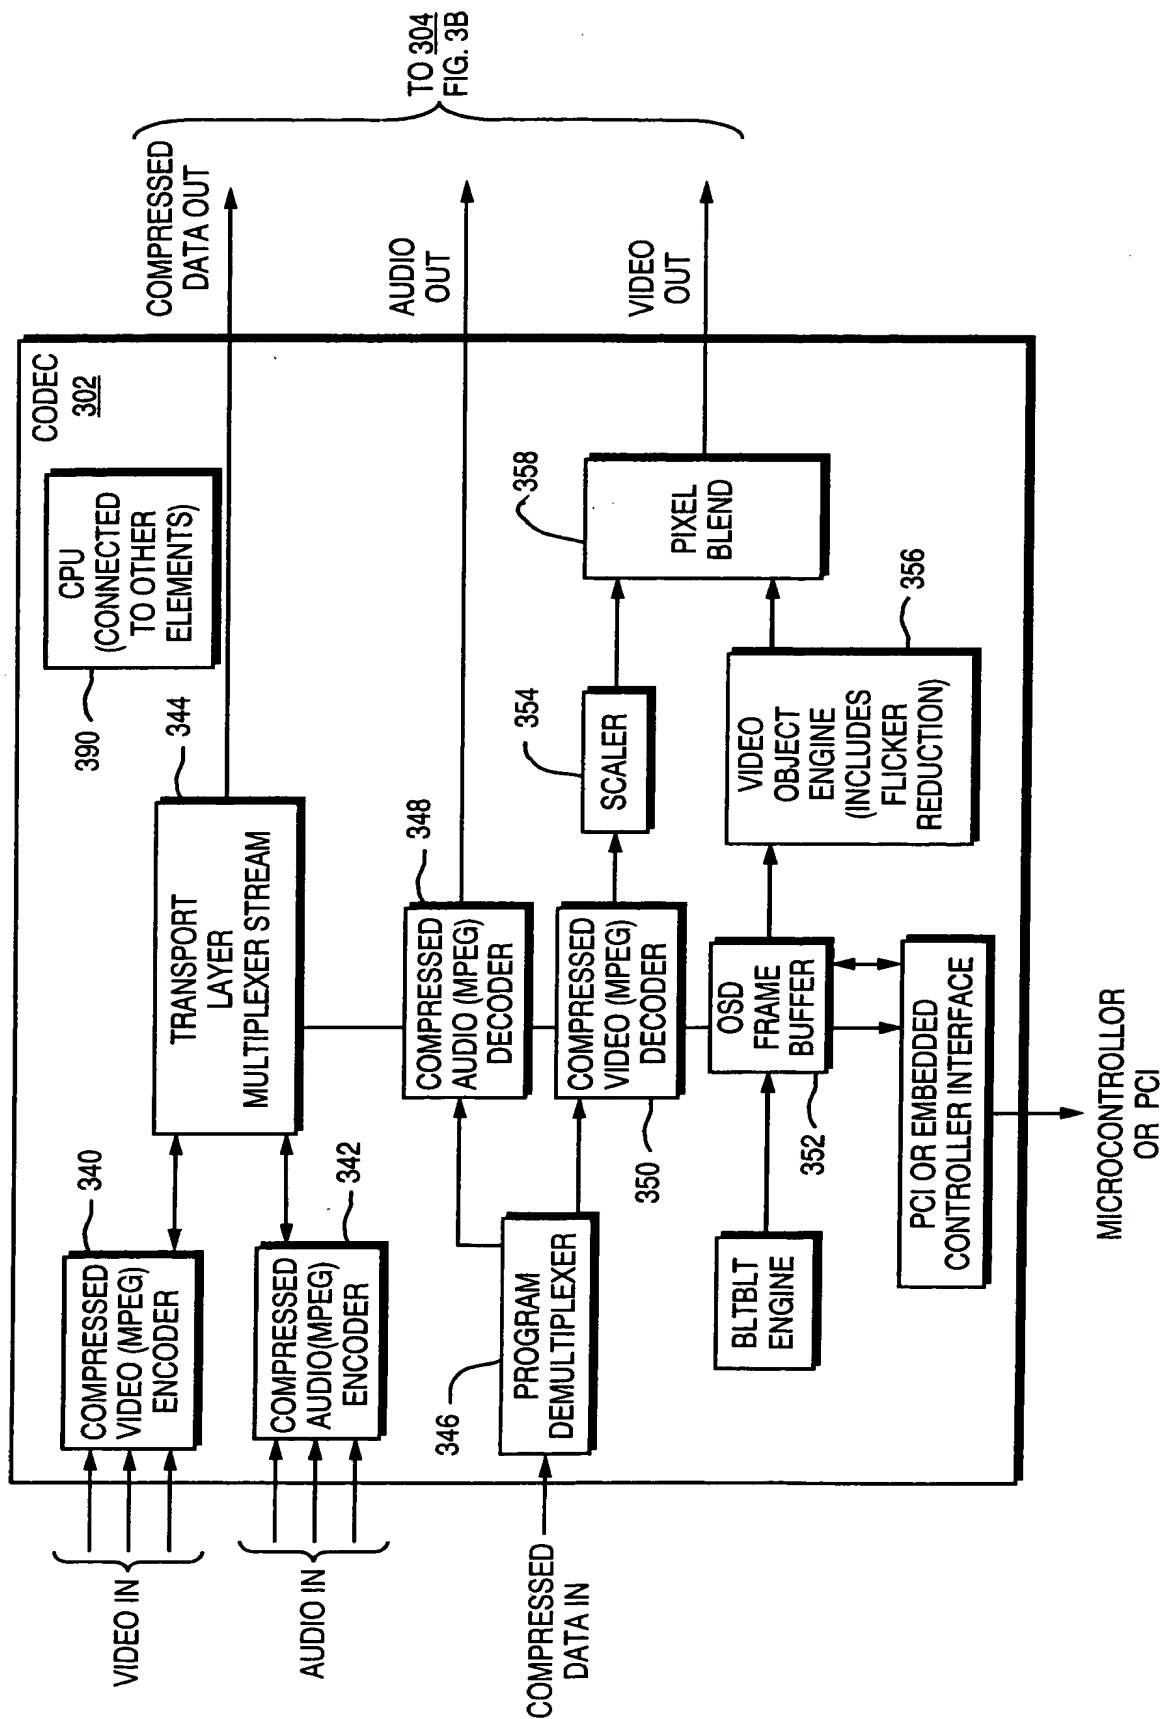 VIDEO IN
AUDIO IN
COMPRESSED
DATA IN
CODEC
302
340
COMPRESSED
VIDEO (MPEG)
ENCODER
342
COMPRESSED
AUDIO(MPEG)
ENCODER
344
TRANSPORT
LAYER
MULTIPLEXER STREAM
390
CPU
(CONNECTED
TO OTHER
ELEMENTS)
346
PROGRAM
DEMULTIPLEXER
348
COMPRESSED
AUDIO (MPEG)
DECODER
350
COMPRESSED
VIDEO (MPEG)
DECODER
354
SCALER
358
PIXEL
BLEND
BLTBLT
ENGINE
352
OSD
FRAME
BUFFER
356
VIDEO
OBJECT
ENGINE
(INCLUDES
FLICKER
REDUCTION)
PCI OR EMBEDDED
CONTROLLER INTERFACE
MICROCONTROLLOR
OR PCI
COMPRESSED
DATA OUT
AUDIO
OUT
VIDEO
OUT
TO 304
FIG. 3B